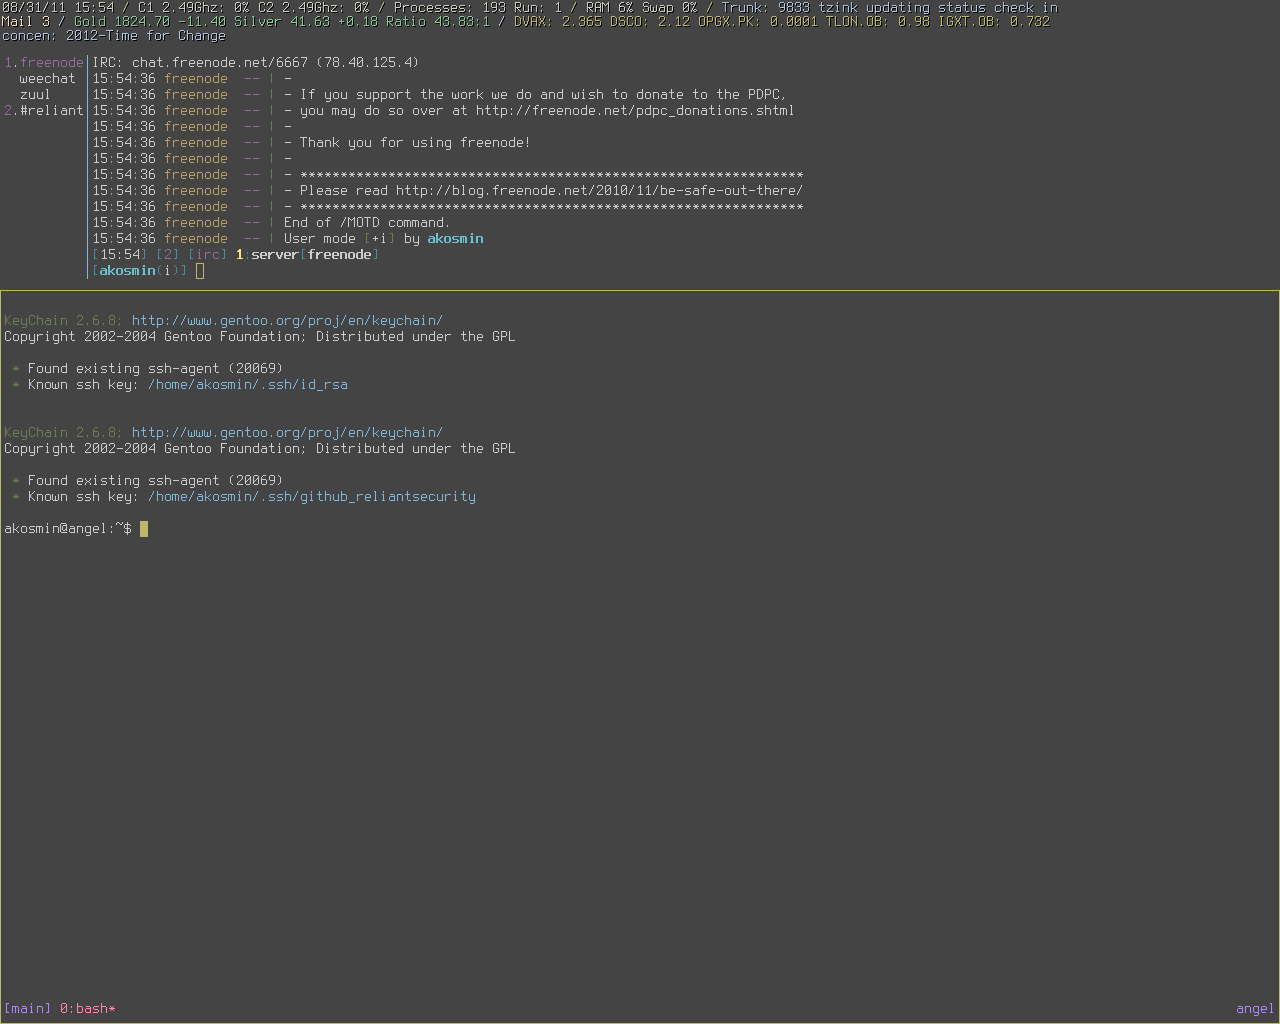 08/31/11 15:54 / C1 2.49Ghz: 0% C2 2.49Ghz: 0% / Processes: 193 Run: 1 / RAM 6% Swap 0% / Trunk: 9833 tzink updating status check in
Mail 3 / Gold 1824.70 -11.40 Silver 41.63 +0.18 Ratio 43.83:1 / DVAX: 2.365 DSCO: 2.12 OPGX.PK: 0.0001 TLON.OB: 0.98 IGXT.OB: 0.732
concen: 2012-Time for Change
1.freenode IRC: chat.freenode.net/6667 (78.40.125.4)
weechat 15:54:36 freenode -- | -
zuul 15:54:36 freenode -- | - If you support the work we do and wish to donate to the PDPC,
2.#reliant 15:54:36 freenode -- | - you may do so over at http://freenode.net/pdpc_donations.shtml
15:54:36 freenode -- | -
15:54:36 freenode -- | - Thank you for using freenode!
15:54:36 freenode -- | -
15:54:36 freenode -- | - ***************************************************************
15:54:36 freenode -- | - Please read http://blog.freenode.net/2010/11/be-safe-out-there/
15:54:36 freenode -- | - ***************************************************************
15:54:36 freenode -- | End of /MOTD command.
15:54:36 freenode -- | User mode [+i] by akosmin
[15:54] [2] [irc] 1:server[freenode]
[akosmin(i)]
KeyChain 2.6.8; http://www.gentoo.org/proj/en/keychain/
Copyright 2002-2004 Gentoo Foundation; Distributed under the GPL
* Found existing ssh-agent (20069)
* Known ssh key: /home/akosmin/.ssh/id_rsa
KeyChain 2.6.8; http://www.gentoo.org/proj/en/keychain/
Copyright 2002-2004 Gentoo Foundation; Distributed under the GPL
* Found existing ssh-agent (20069)
* Known ssh key: /home/akosmin/.ssh/github_reliantsecurity
akosmin@angel:~$
[main] 0:bash* angel